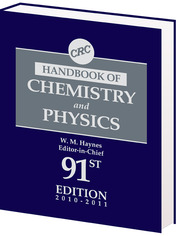 CRC
HANDBOOK OF
CHEMISTRY
and
PHYSICS
W. M. Haynes
Editor-in-Chief
91ST
EDITION
2010-2011